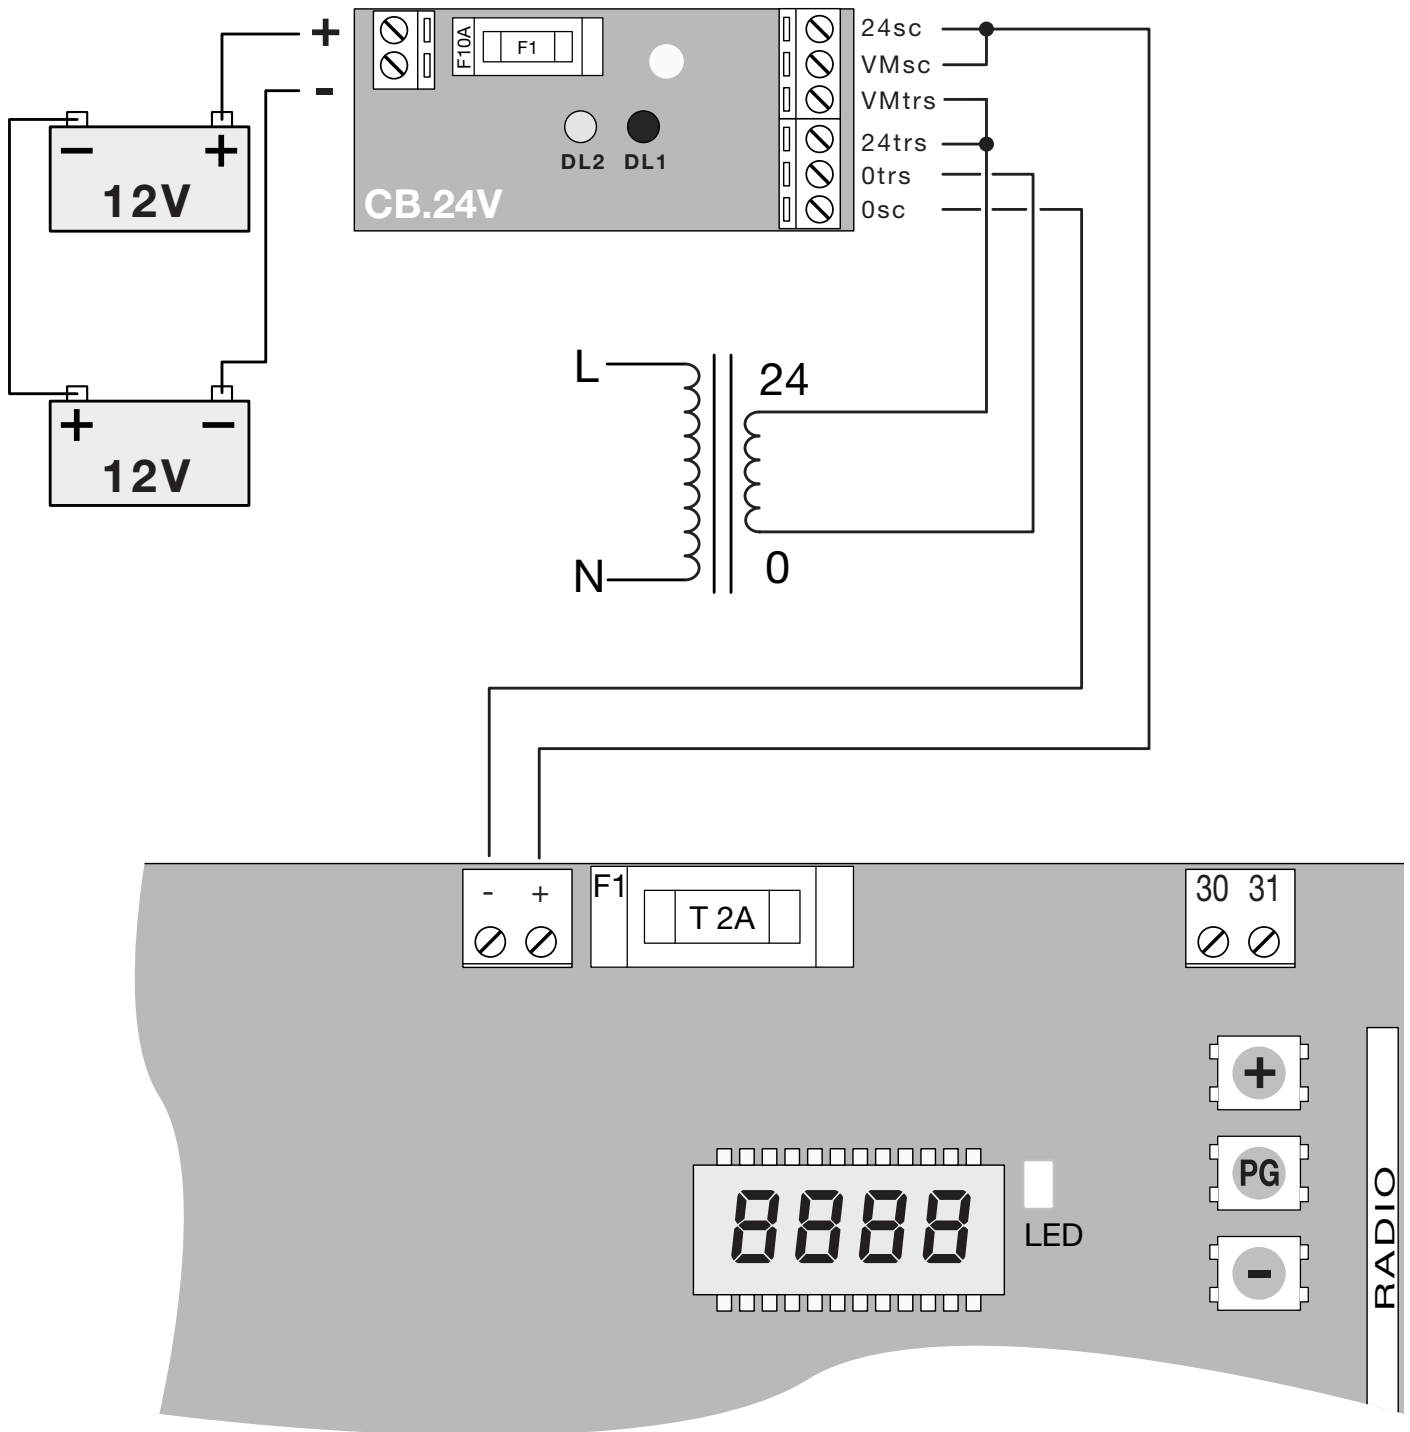 +
-
F10A
F1
24sc
VMsc
VMtrs
24trs
0trs
0sc
DL2 DL1
CB.24V
- +
12V
+ -
12V
L
N
24
0
- +
F1
T 2A
30 31
+
PG
-
8888
LED
RADIO